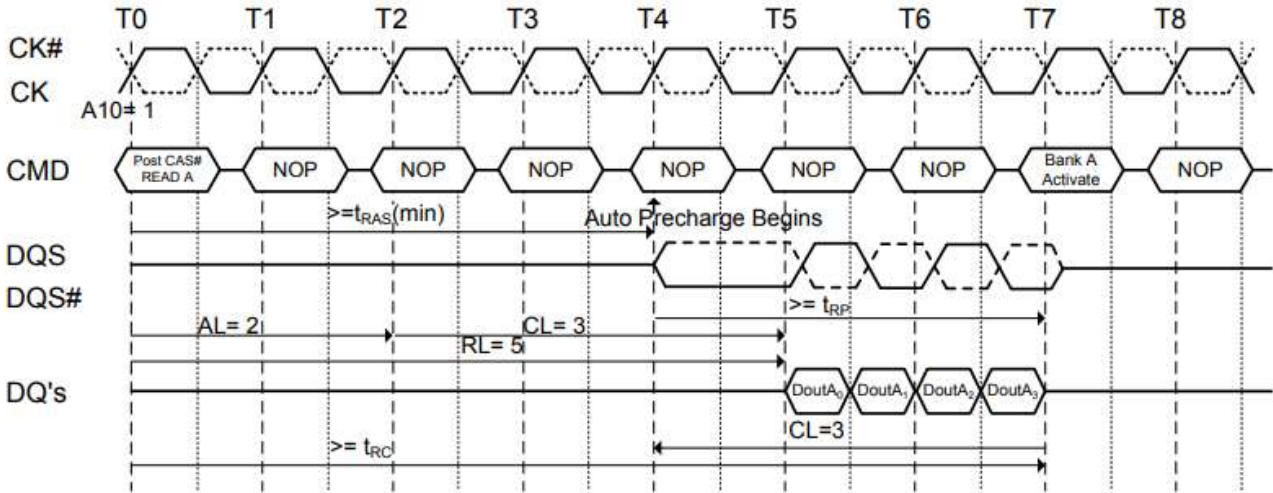 T0 T1 T2 T3 T4 T5 T6 T7 T8
CK#
CK
A10= 1
CMD Post CAS# READ A NOP NOP NOP NOP NOP NOP Bank A Activate NOP
>=tRAS(min) Auto Precharge Begins
DQS
DQS#
>= tRP
AL= 2 CL= 3
RL= 5
DQ's DoutA0 DoutA1 DoutA2 DoutA3
CL=3
>= tRC